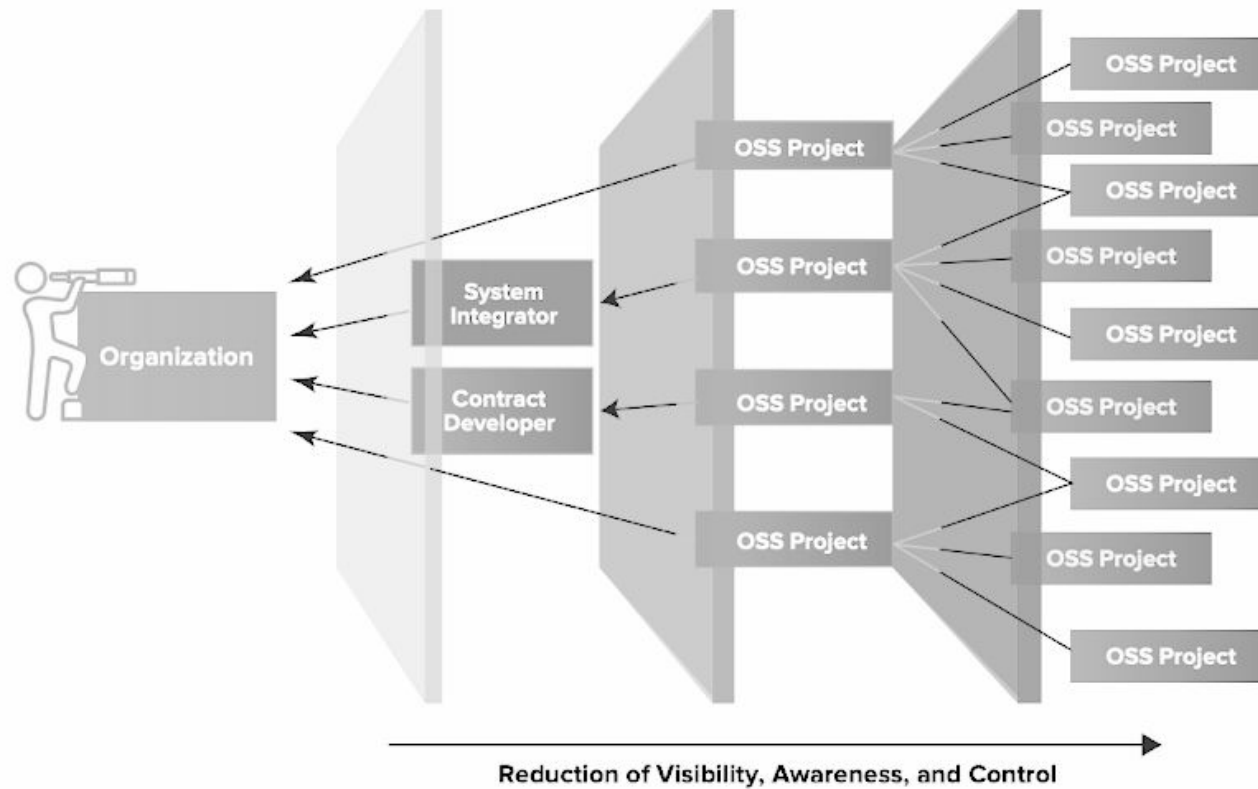 OSS Project
OSS Project
OSS Project
OSS Project
OSS Project
OSS Project
System
Integrator
OSS Project
Organization
OSS Project
Contract
Developer
OSS Project
OSS Project
OSS Project
OSS Project
OSS Project
OSS Project
Reduction of Visibility, Awareness, and Control